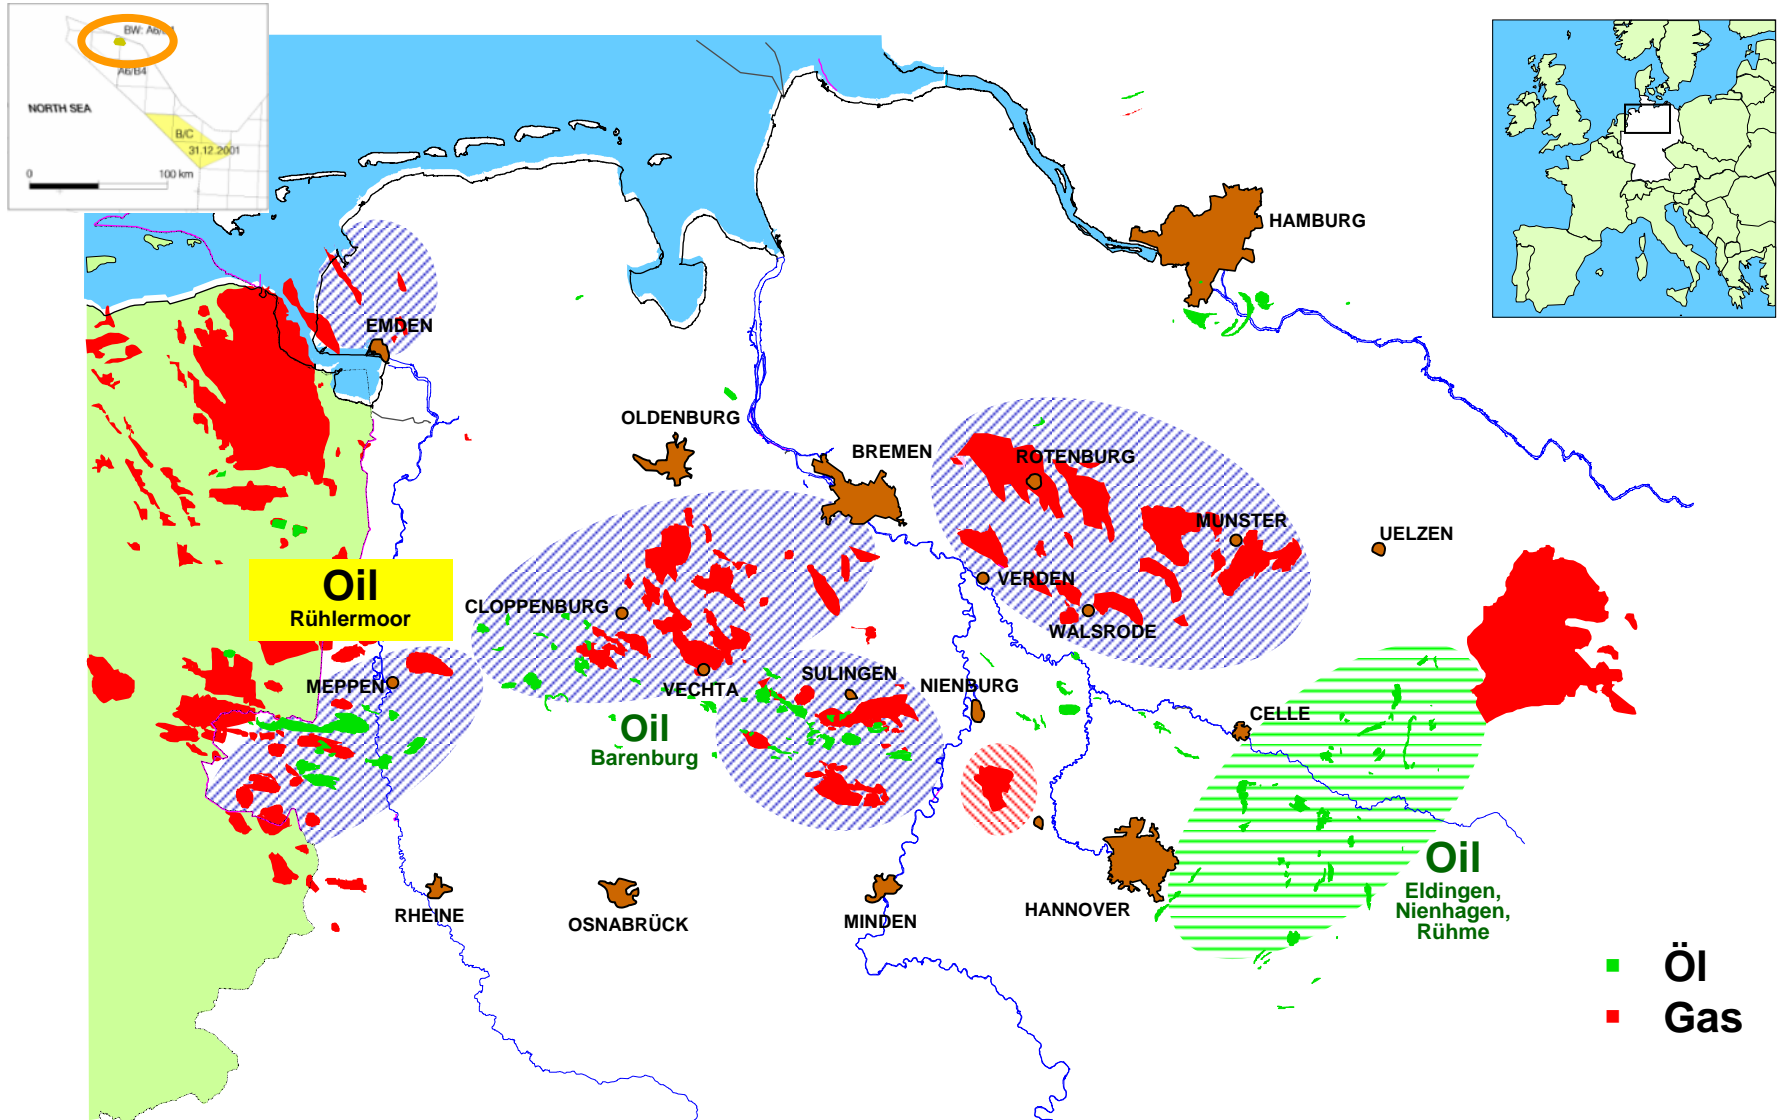 BW: A6/
A6/B4
NORTH SEA
B/C
31.12.2001
0
100 km
HAMBURG
EMDEN
OLDENBURG
BREMEN
ROTENBURG
MUNSTER
UELZEN
Oil
Rühlermoor
CLOPPENBURG
VERDEN
WALSRODE
MEPPEN
VECHTA
SULINGEN
NIENBURG
CELLE
Oil
Barenburg
Oil
Eldingen,
Nienhagen,
Rühme
RHEINE
OSNABRÜCK
MINDEN
HANNOVER
Öl
Gas